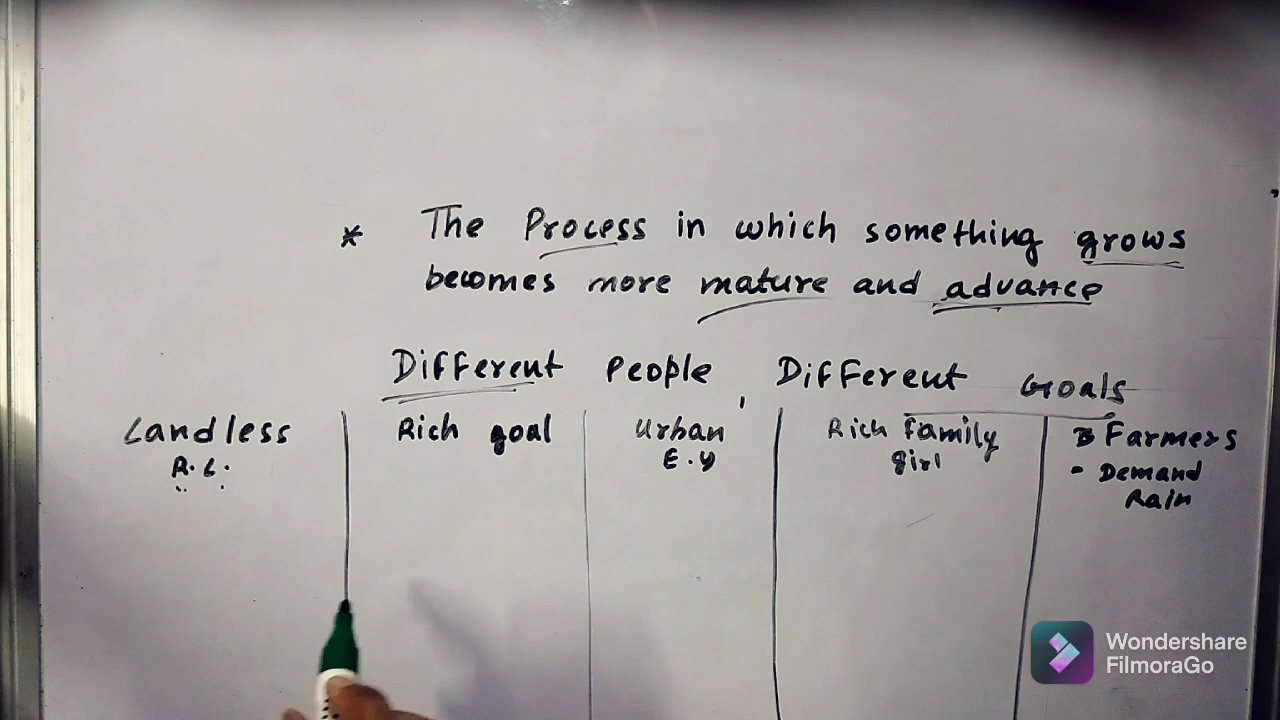 * The Process in which something grows
becomes more mature and advance
Different People Different Goals
Landless
R.L.
Rich goal
Urban
E.y
Rich Family
girl
Farmers
- Demand
Rain
Wondershare
FilmoraGo